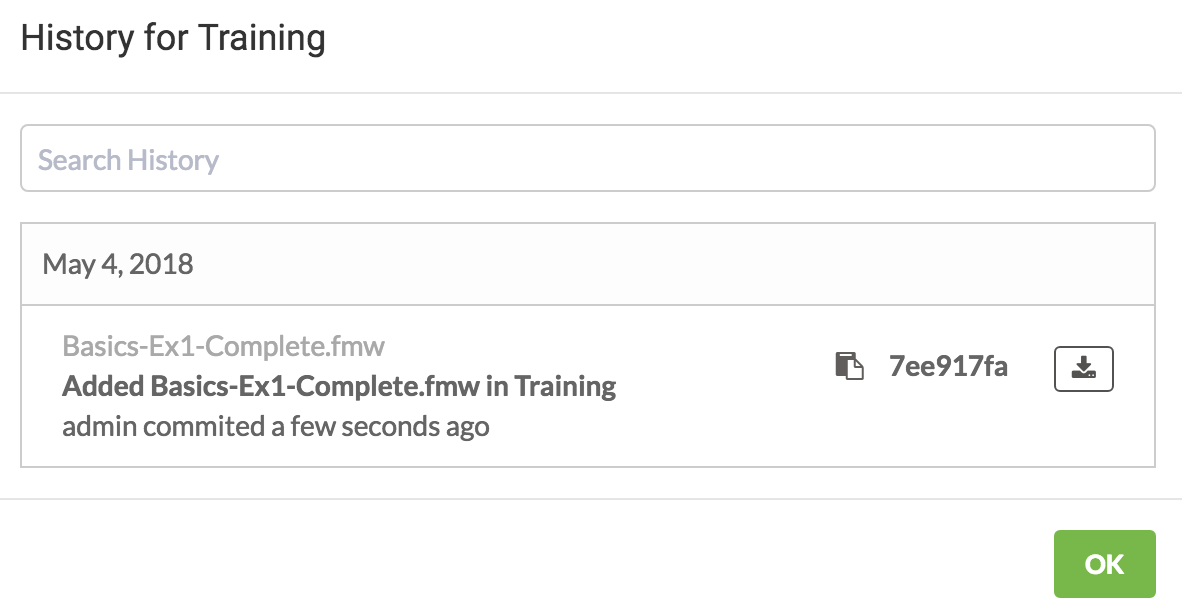 History for Training
Search History
May 4, 2018
Basics-Ex1-Complete.fmw
Added Basics-Ex1-Complete.fmw in Training
admin commited a few seconds ago
7ee917fa
OK